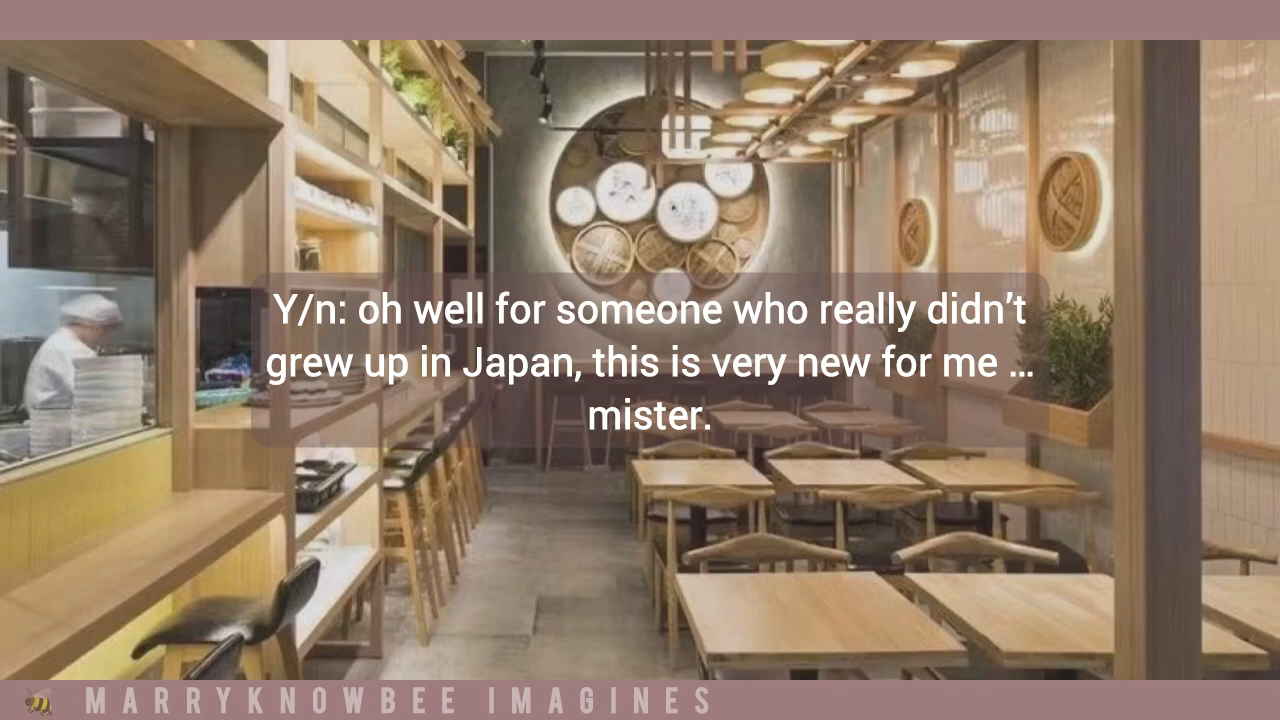 Y/n: oh well for someone who really didn’t
grew up in Japan, this is very new for me ...
mister.
MARRYKNOWBEE IMAGINES